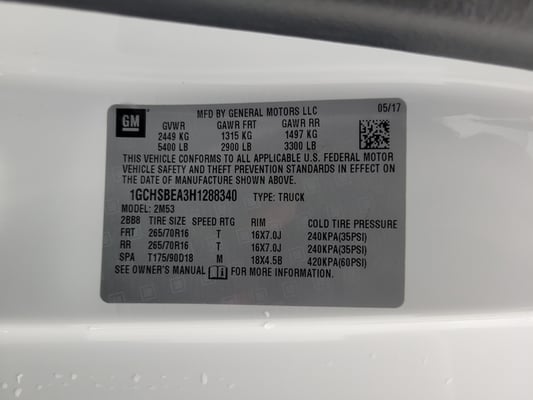 GM
MFD BY GENERAL MOTORS LLC 05/17
GVWR GAWR FRT GAWR RR
2449 KG 1315 KG 1497 KG
5400 LB 2900 LB 3300 LB
THIS VEHICLE CONFORMS TO ALL APPLICABLE U.S. FEDERAL MOTOR
VEHICLE SAFETY, BUMPER, AND THEFT PREVENTION STANDARDS IN EFFECT ON
THE DATE OF MANUFACTURE SHOWN ABOVE.
1GCHSBEA3H1288340 TYPE: TRUCK
MODEL: 2M53
2BB8 TIRE SIZE SPEED RTG RIM COLD TIRE PRESSURE
FRT 265/70R16 T 16X7.0J 240KPA(35PSI)
RR 265/70R16 T 16X7.0J 240KPA(35PSI)
SPA T175/90D18 M 18X4.5B 420KPA(60PSI)
SEE OWNER'S MANUAL FOR MORE INFORMATION